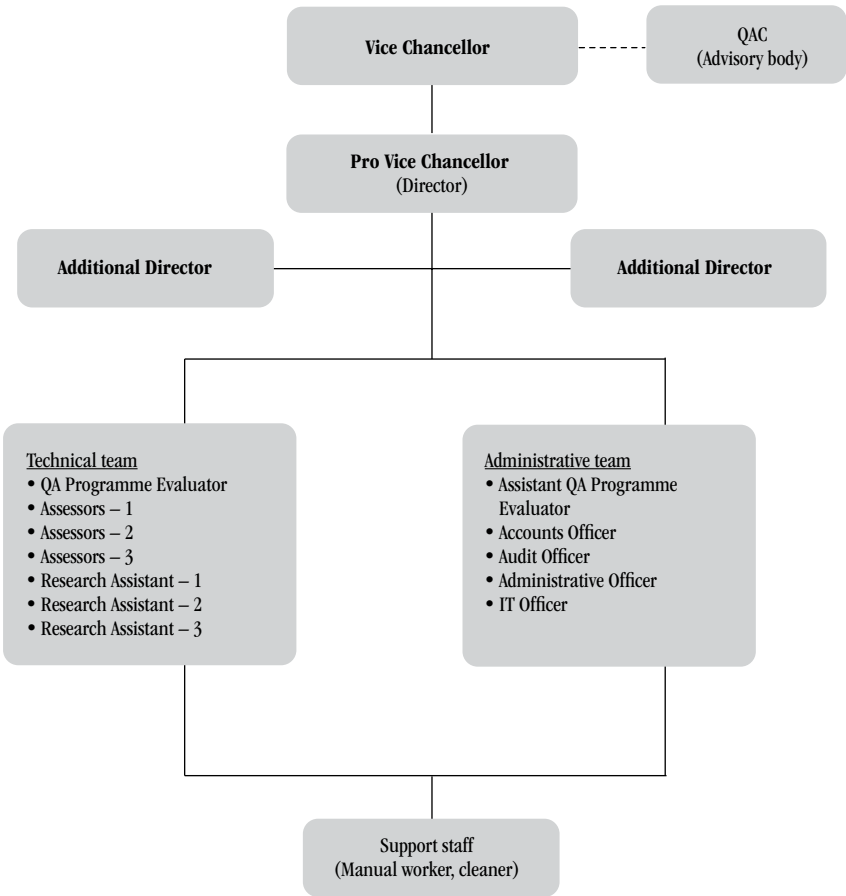 Vice Chancellor
QAC
(Advisory body)
Pro Vice Chancellor
(Director)
Additional Director
Additional Director
Technical team
• QA Programme Evaluator
• Assessors – 1
• Assessors – 2
• Assessors – 3
• Research Assistant – 1
• Research Assistant – 2
• Research Assistant – 3
Administrative team
• Assistant QA Programme
Evaluator
• Accounts Officer
• Audit Officer
• Administrative Officer
• IT Officer
Support staff
(Manual worker, cleaner)